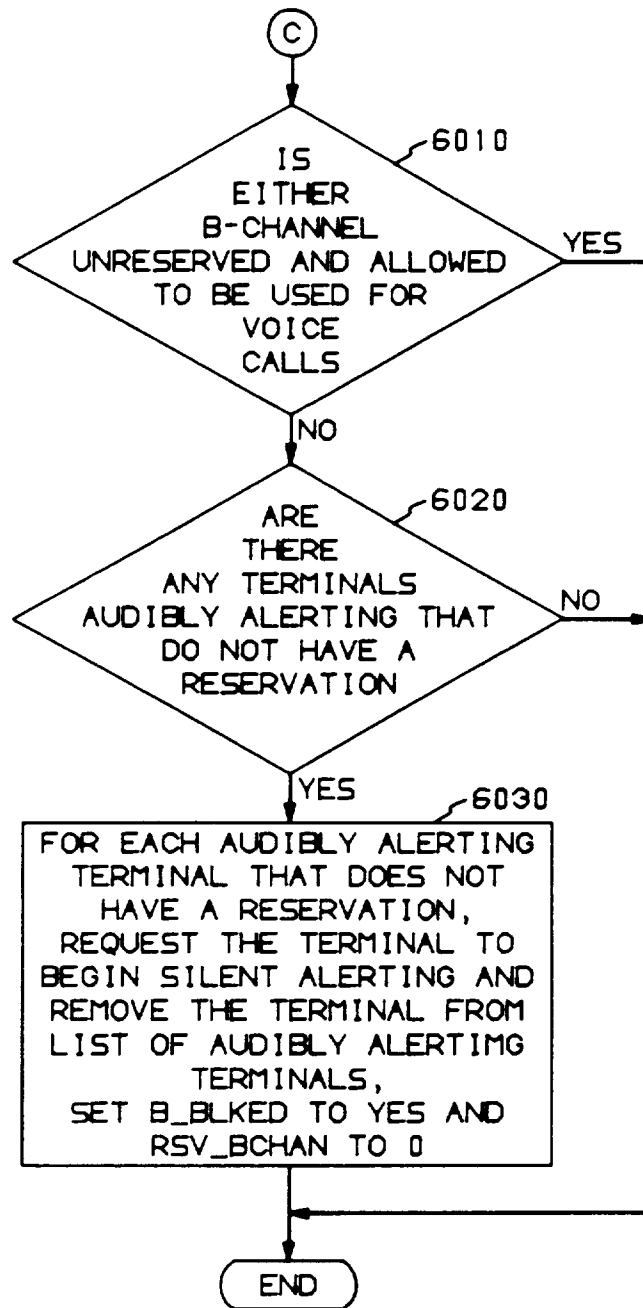 C
6010
IS
EITHER
B-CHANNEL
UNRESERVED AND ALLOWED
TO BE USED FOR
VOICE
CALLS
YES
NO
6020
ARE
THERE
ANY TERMINALS
AUDIBLY ALERTING THAT
DO NOT HAVE A
RESERVATION
NO
YES
6030
FOR EACH AUDIBLY ALERTING
TERMINAL THAT DOES NOT
HAVE A RESERVATION,
REQUEST THE TERMINAL TO
BEGIN SILENT ALERTING AND
REMOVE THE TERMINAL FROM
LIST OF AUDIBLY ALERTIMG
TERMINALS,
SET B_BLKED TO YES AND
RSV_BCHAN TO 0
END